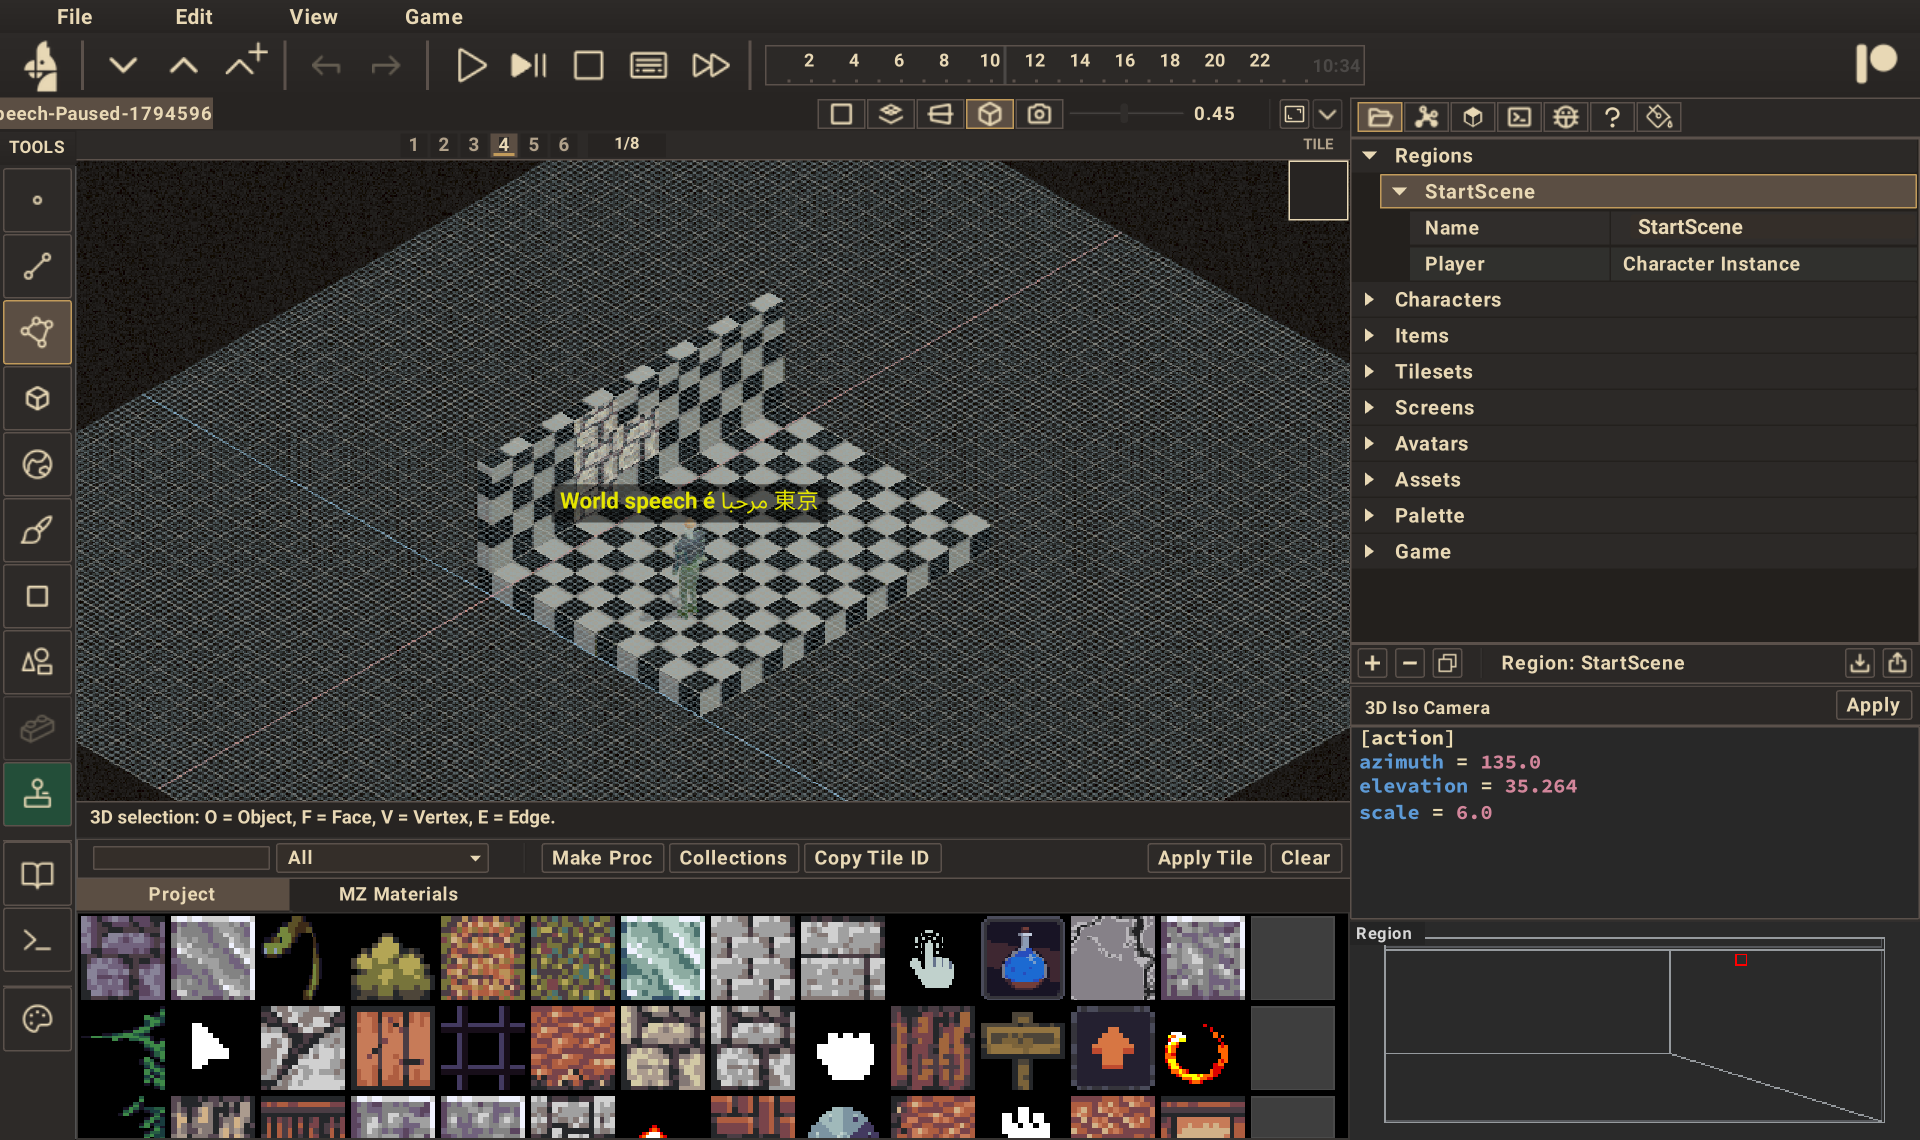 File Edit View Game
2 4 6 8 10 12 14 16 18 20 22 10:34
peech-Paused-1794596
0.45
TOOLS
1 2 3 4 5 6 1/8
TILE
World speech é مرحبا 東京
3D selection: O = Object, F = Face, V = Vertex, E = Edge.
All
Make Proc
Collections
Copy Tile ID
Apply Tile
Clear
Project
MZ Materials
Regions
StartScene
Name StartScene
Player Character Instance
Characters
Items
Tilesets
Screens
Avatars
Assets
Palette
Game
Region: StartScene
3D Iso Camera
Apply
[action]
azimuth = 135.0
elevation = 35.264
scale = 6.0
Region